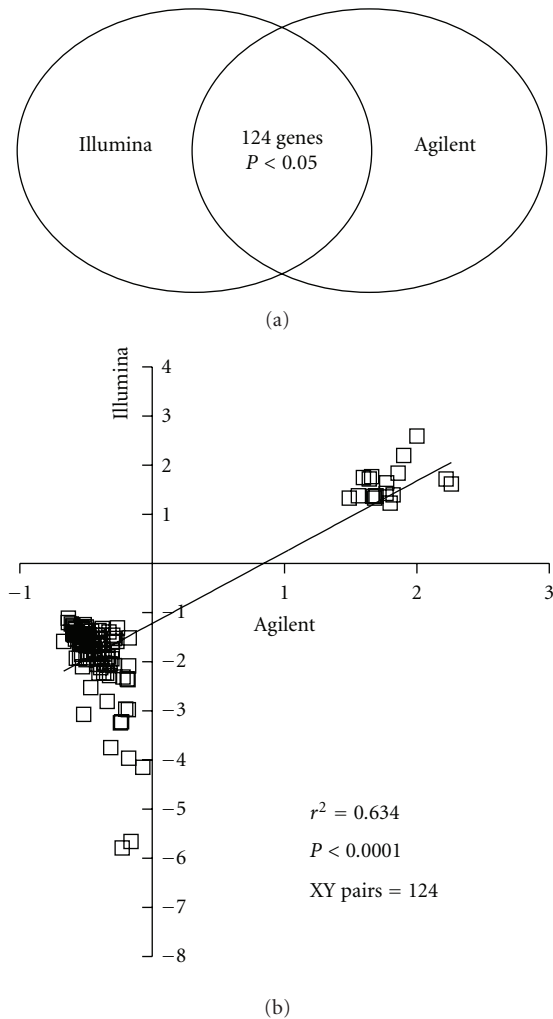 Illumina
124 genes
P < 0.05
Agilent
(a)
Illumina
4
3
2
1
−1
1
2
3
−1
Agilent
−2
−3
−4
−5
−6
−7
−8
r² = 0.634
P < 0.0001
XY pairs = 124
(b)